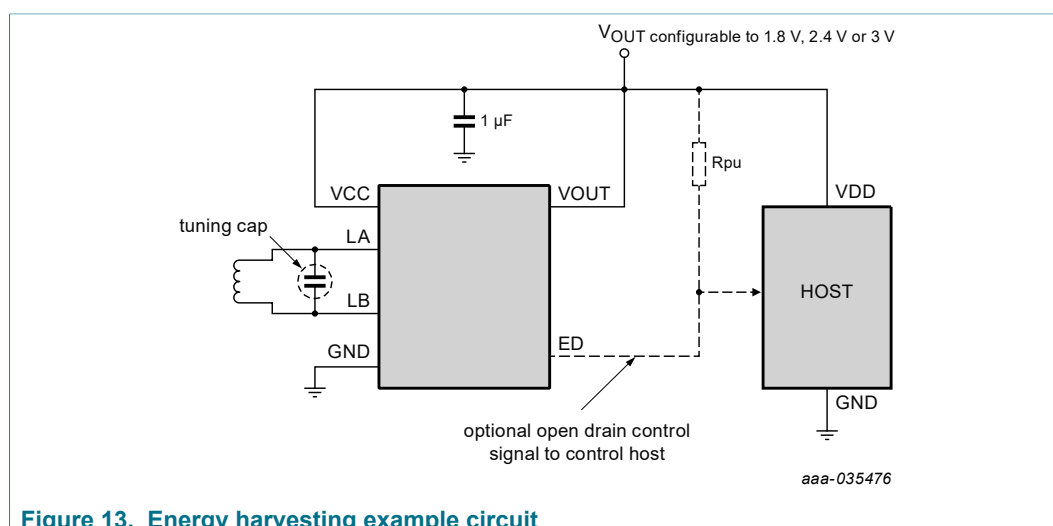 VOUT configurable to 1.8 V, 2.4 V or 3 V
1 μF
Rpu
VCC
VOUT
VDD
tuning cap
LA
LB
HOST
GND
ED
GND
optional open drain control
signal to control host
aaa-035476
Figure 13. Energy harvesting example circuit